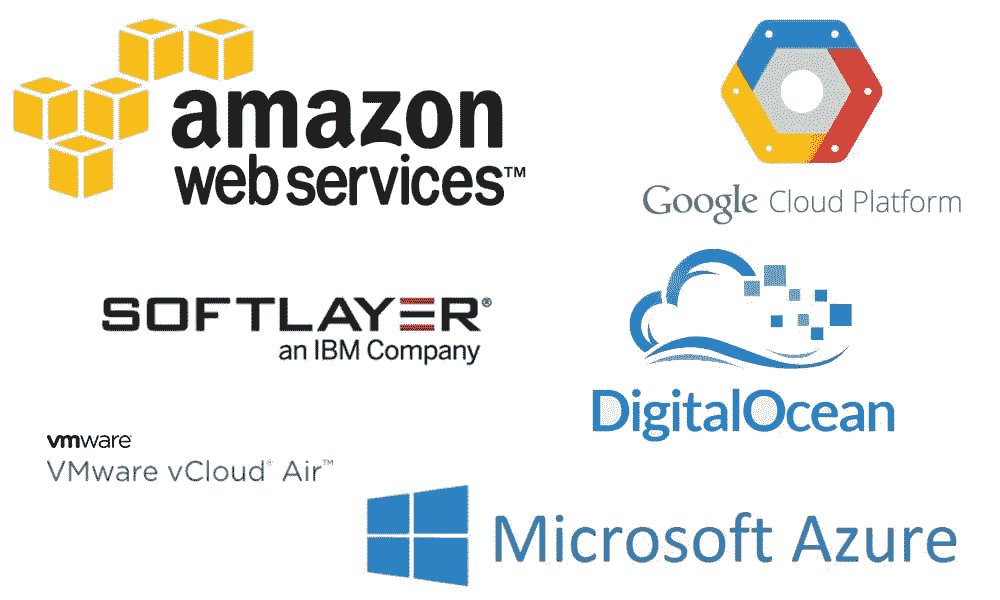 amazon
web services™
Google Cloud Platform
SOFTLAYER®
an IBM Company
DigitalOcean
vmware
VMware vCloud® Air™
Microsoft Azure